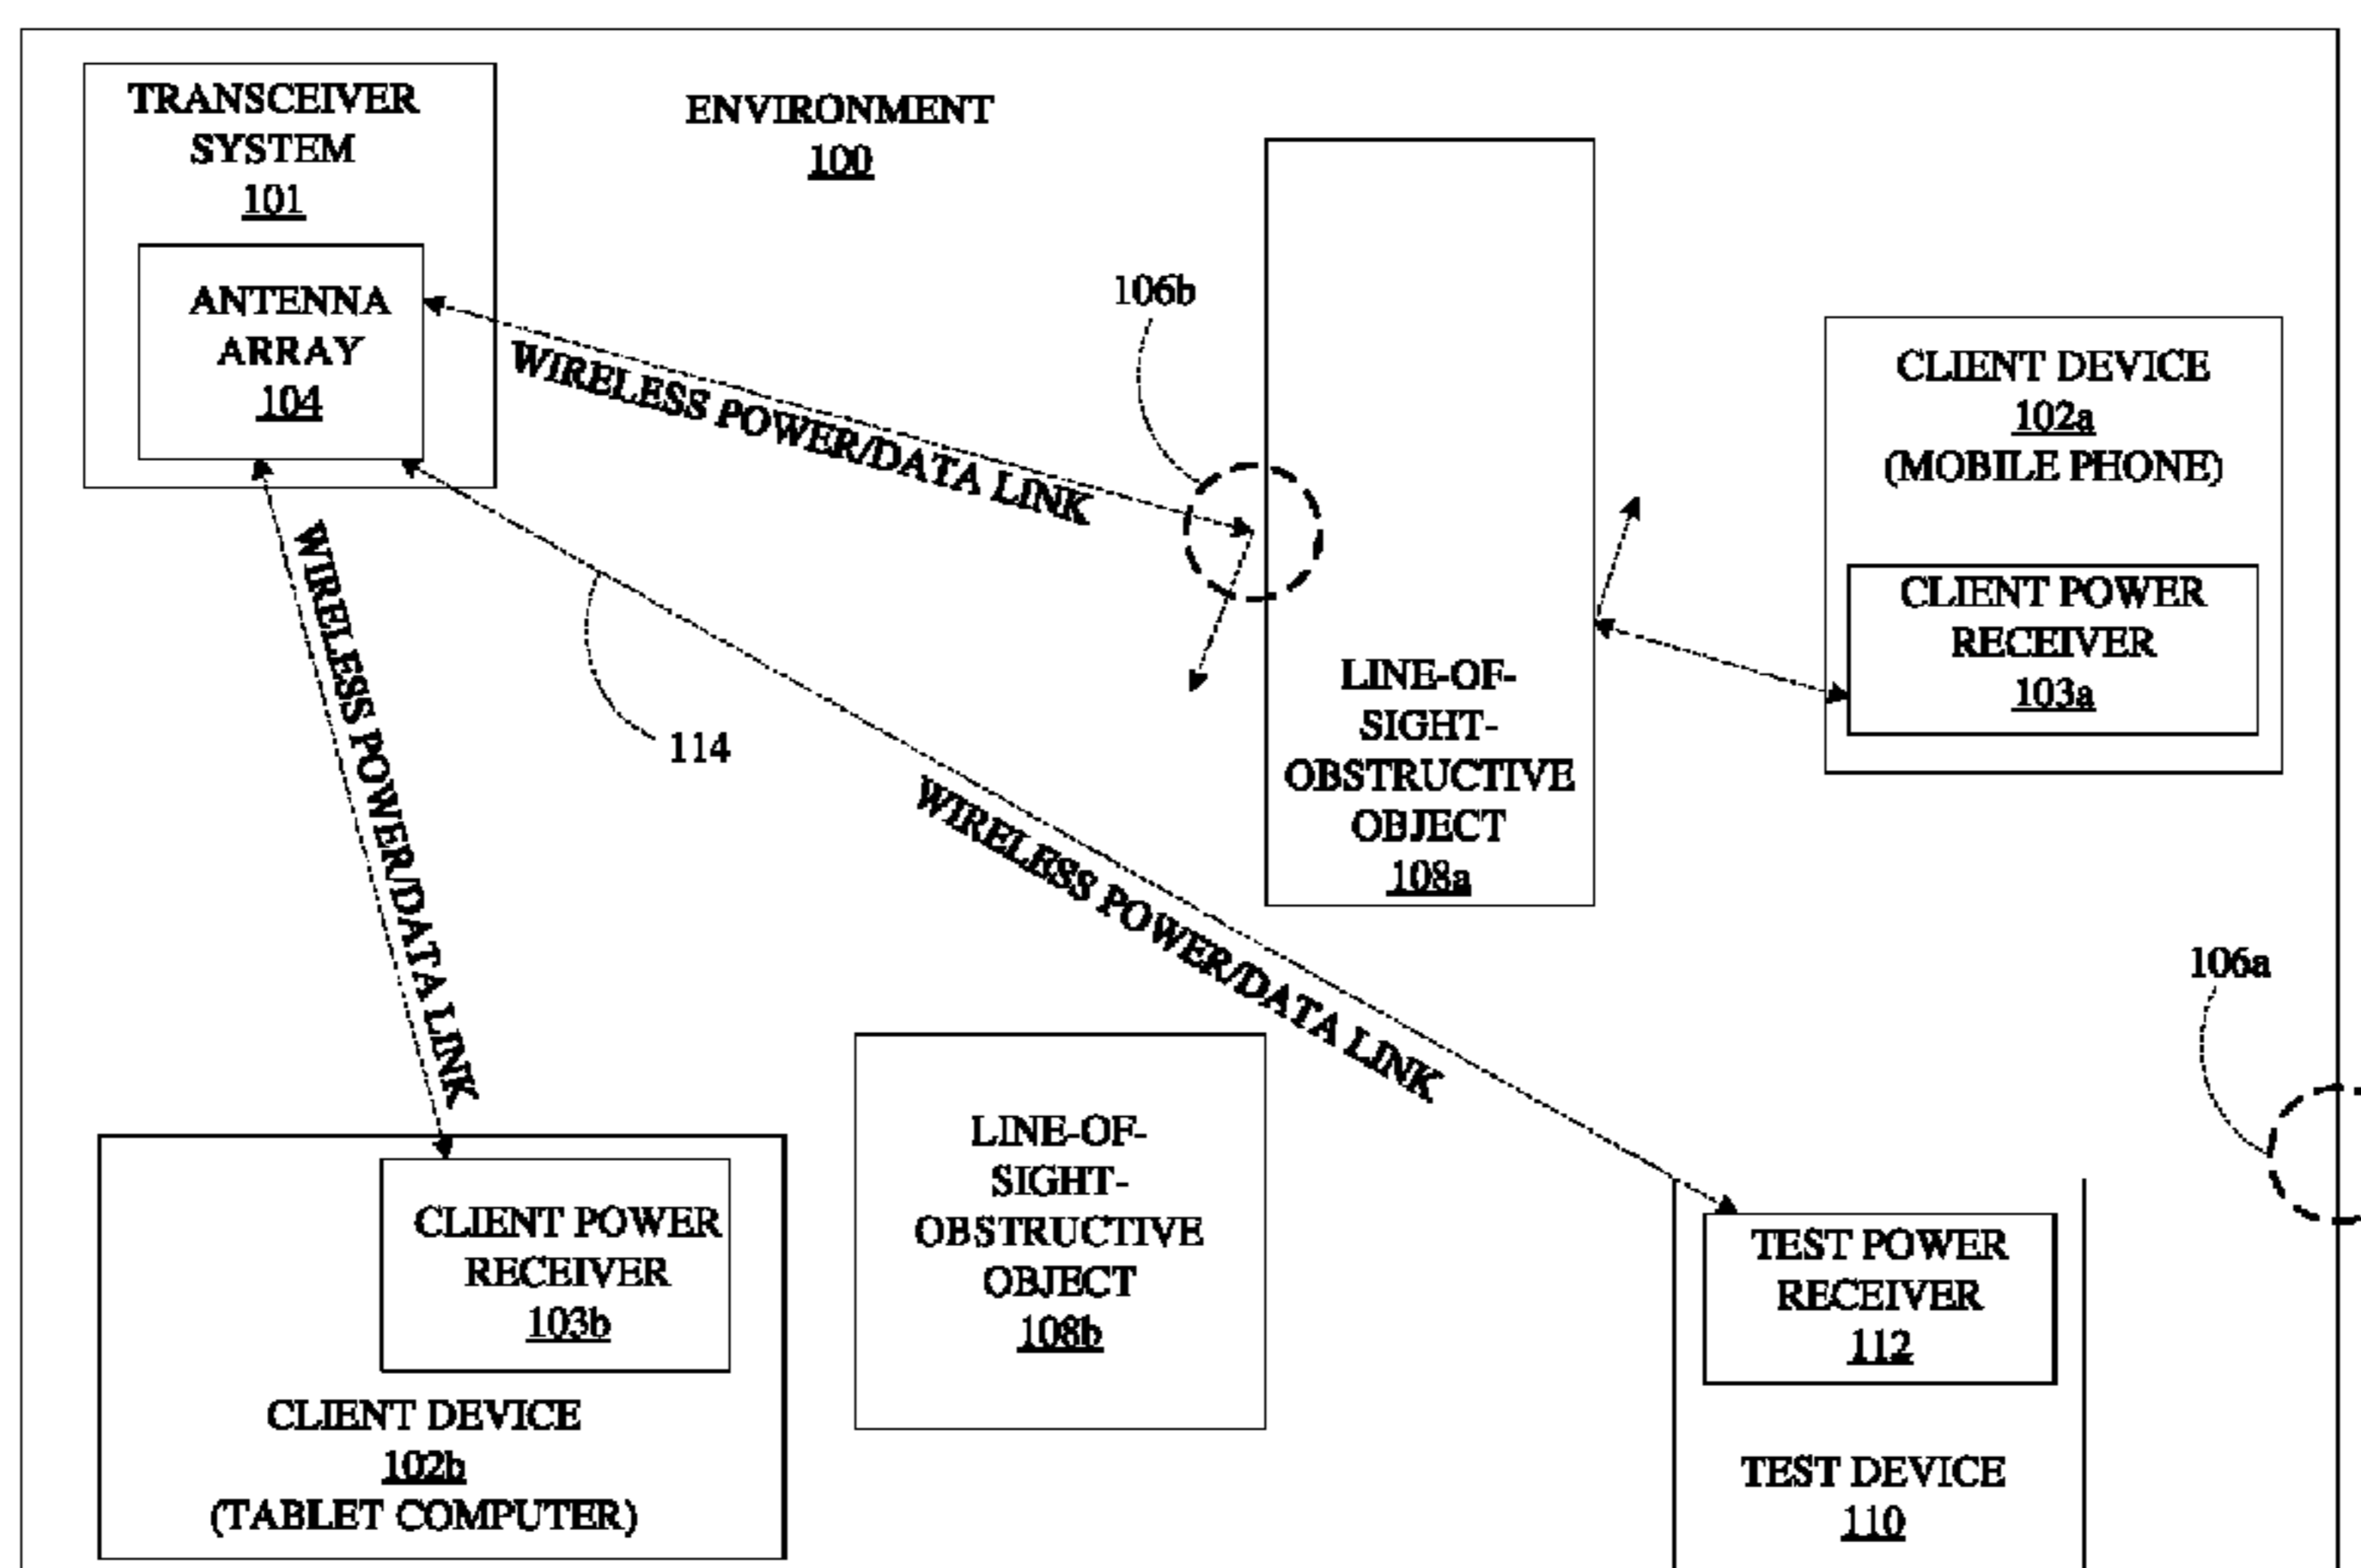 TRANSCEIVER
SYSTEM
101
ANTENNA
ARRAY
104
ENVIRONMENT
100
WIRELESS POWER/DATA LINK
106b
LINE-OF-
SIGHT-
OBSTRUCTIVE
OBJECT
108a
CLIENT DEVICE
102a
(MOBILE PHONE)
CLIENT POWER
RECEIVER
103a
WIRELESS POWER/DATA LINK
114
WIRELESS POWER/DATA LINK
106a
CLIENT POWER
RECEIVER
103b
CLIENT DEVICE
102b
(TABLET COMPUTER)
LINE-OF-
SIGHT-
OBSTRUCTIVE
OBJECT
108b
TEST POWER
RECEIVER
112
TEST DEVICE
110